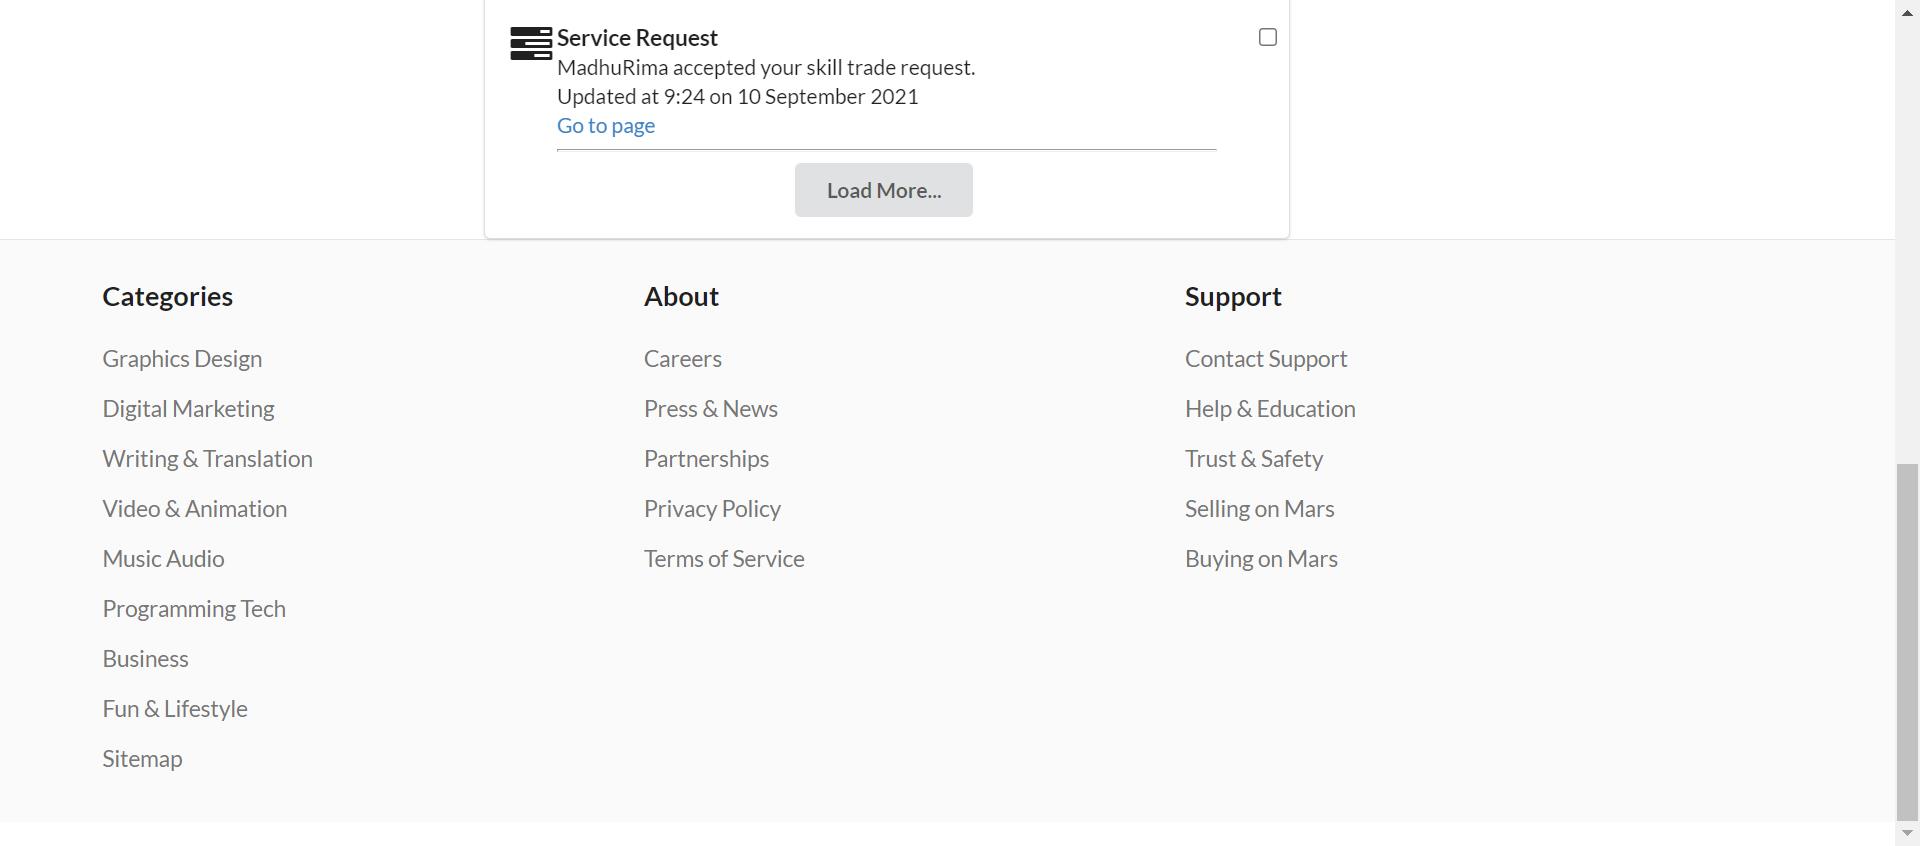 Service Request
MadhuRima accepted your skill trade request.
Updated at 9:24 on 10 September 2021
Go to page
Load More...
Categories
Graphics Design
Digital Marketing
Writing & Translation
Video & Animation
Music Audio
Programming Tech
Business
Fun & Lifestyle
Sitemap
About
Careers
Press & News
Partnerships
Privacy Policy
Terms of Service
Support
Contact Support
Help & Education
Trust & Safety
Selling on Mars
Buying on Mars